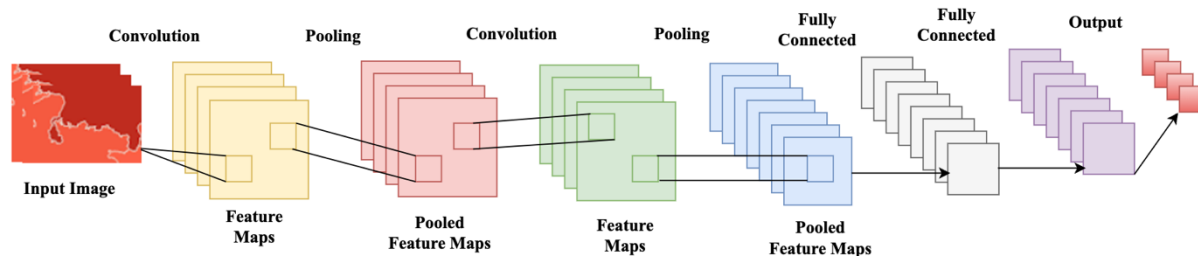 Convolution
Pooling
Convolution
Pooling
Fully
Connected
Fully
Connected
Output
Input Image
Feature
Maps
Pooled
Feature Maps
Feature
Maps
Pooled
Feature Maps